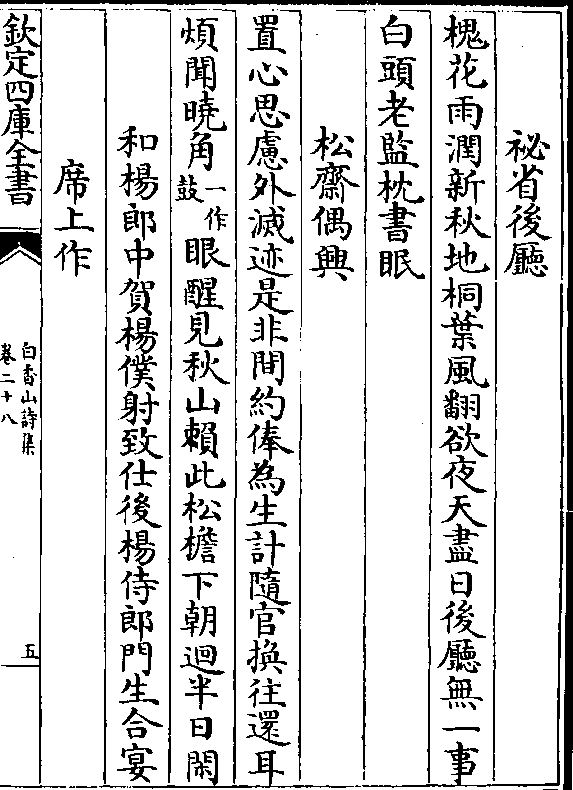 祕省後廳
槐花雨潤新秋地桐葉風翻欲夜天盡日後廳無一事
白頭老監枕書眠
松齋偶興
置心思慮外滅迹是非間約俸為生計隨官換往還耳
煩聞曉角一作鼓眼醒見秋山賴此松檐下朝迴半日閑
和楊郎中賀楊僕射致仕後楊侍郎門生合宴
席上作
欽定四庫全書
白香山詩集
卷二十八
五